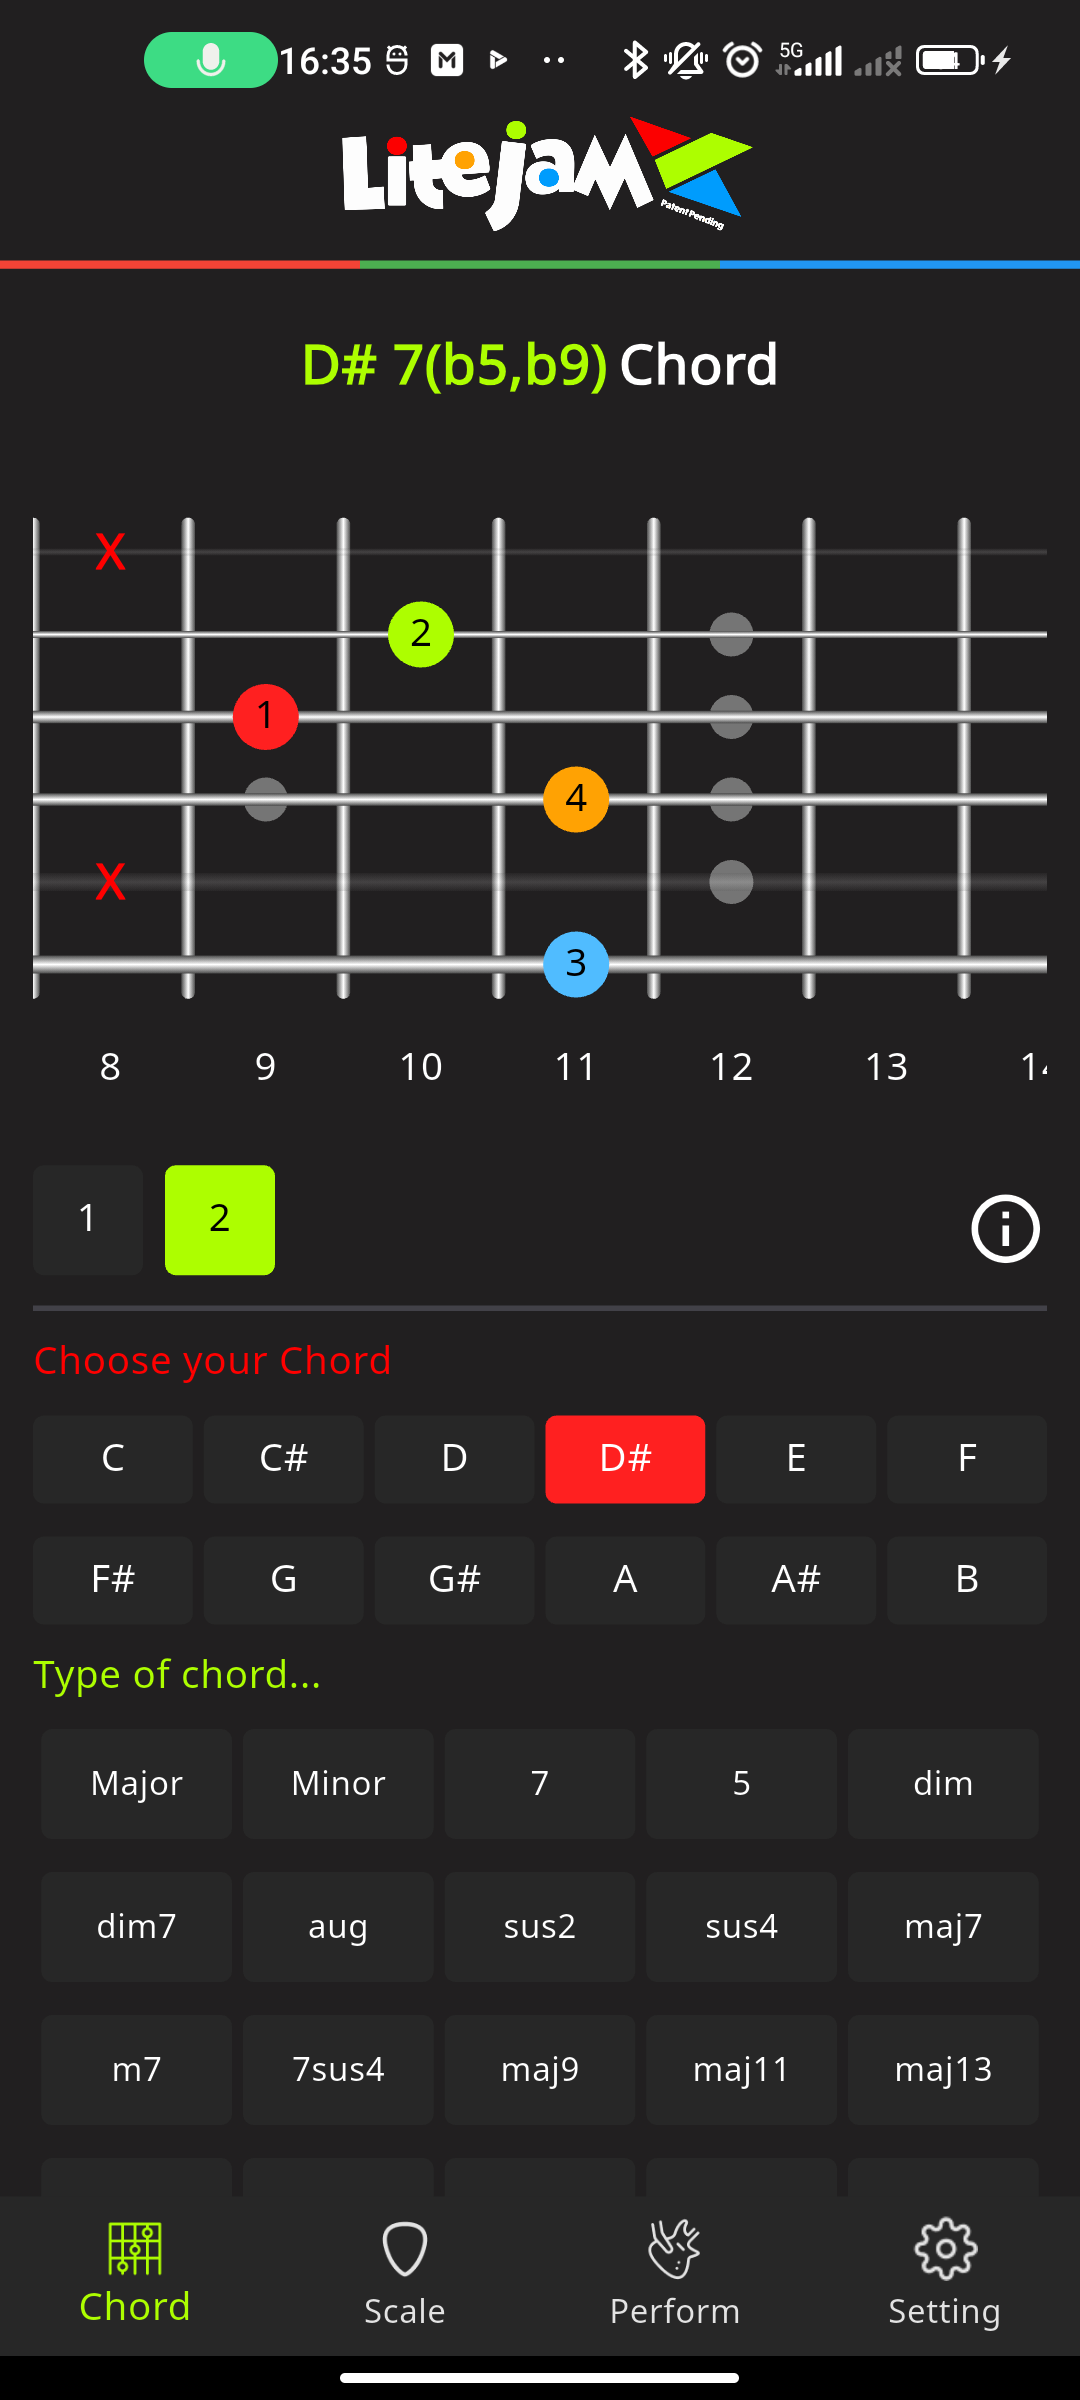 16:35 5G
Litejam
Patent Pending
D# 7(b5,b9) Chord
X
2
1
4
X
3
8 9 10 11 12 13
1 2
Choose your Chord
C C# D D# E F
F# G G# A A# B
Type of chord...
Major Minor 7 5 dim
dim7 aug sus2 sus4 maj7
m7 7sus4 maj9 maj11 maj13
Chord Scale Perform Setting